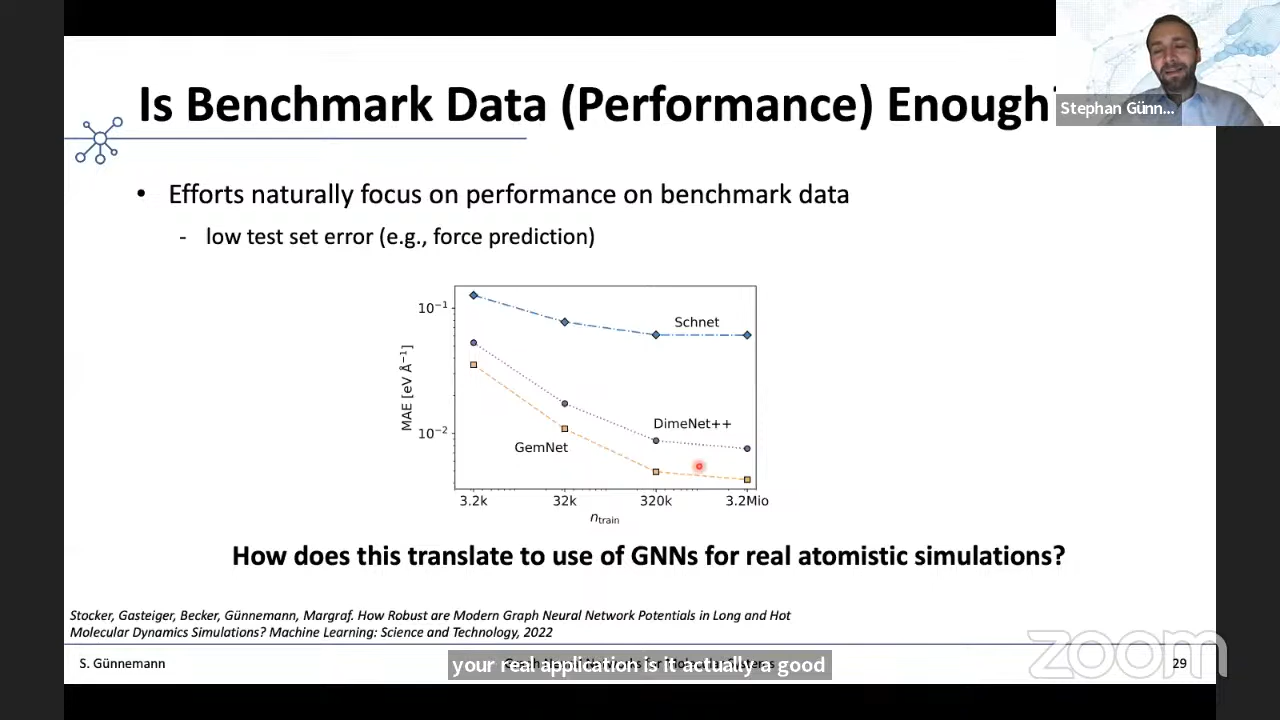 Is Benchmark Data (Performance) Enough
Stephan Günn...
• Efforts naturally focus on performance on benchmark data
- low test set error (e.g., force prediction)
10⁻¹
10⁻²
MAE [eV Å⁻¹]
Schnet
DimeNet++
GemNet
3.2k 32k 320k 3.2Mio
n_train
How does this translate to use of GNNs for real atomistic simulations?
Stocker, Gasteiger, Becker, Günnemann, Margraf. How Robust are Modern Graph Neural Network Potentials in Long and Hot
Molecular Dynamics Simulations? Machine Learning: Science and Technology, 2022
S. Günnemann
your real application is it actually a good
zoom
29